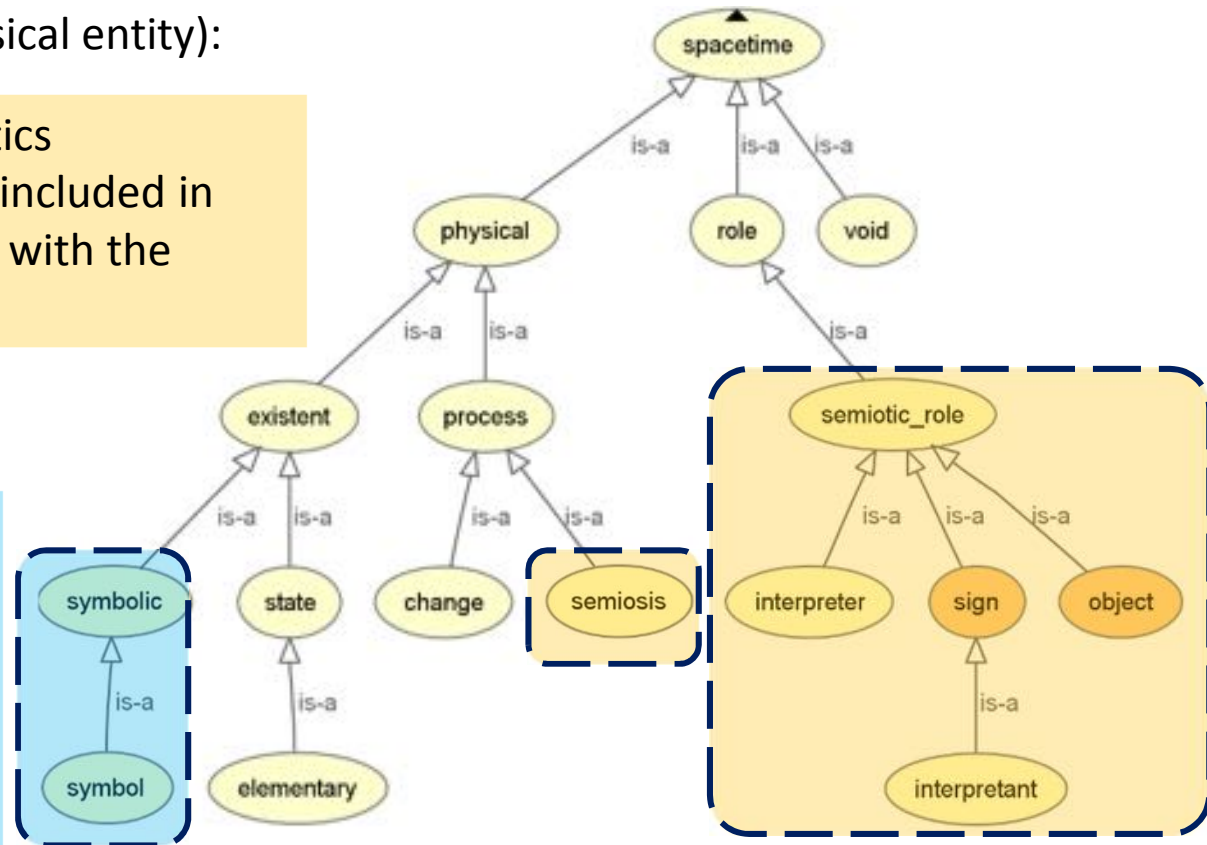 sical entity):
tics
included in
with the
spacetime
is-a is-a is-a
physical role void
is-a is-a is-a
existent process semiotic_role
is-a is-a is-a is-a is-a is-a is-a
symbolic state change semiosis interpreter sign object
is-a is-a is-a
symbol elementary interpretant